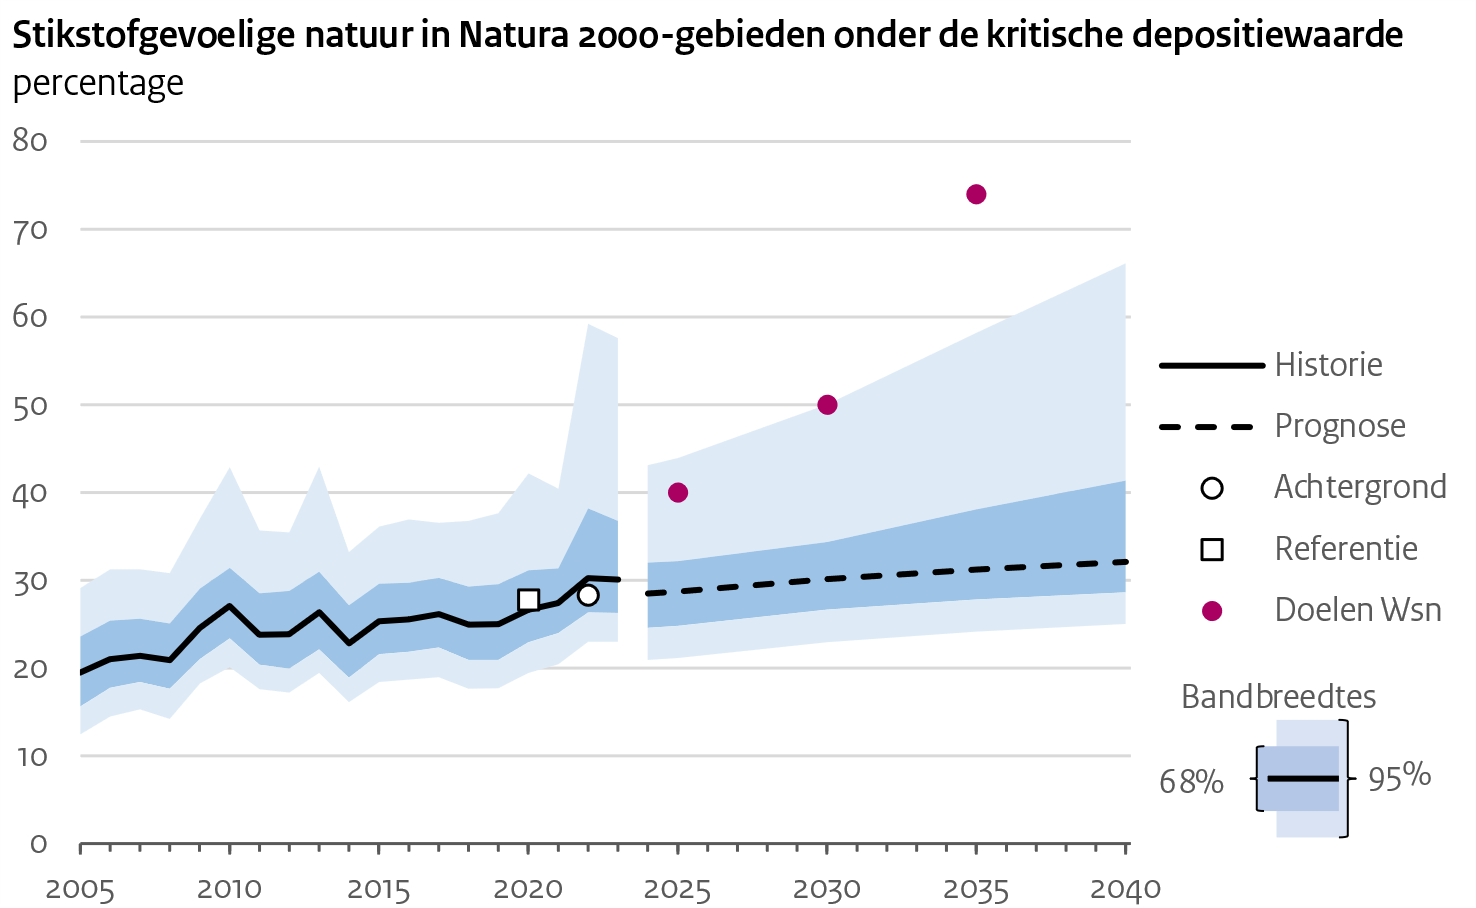 Stikstofgevoelige natuur in Natura 2000-gebieden onder de kritische depositiewaarde
percentage
80
70
60
50
40
30
20
10
0
2005 2010 2015 2020 2025 2030 2035 2040
Historie
Prognose
Achtergrond
Referentie
Doelen Wsn
Bandbreedtes
68% 95%